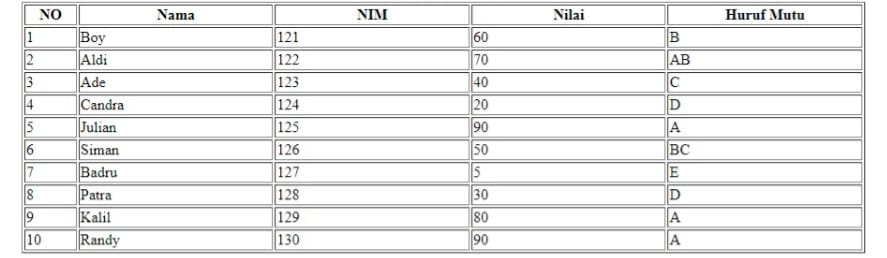 NO Nama NIM Nilai Huruf Mutu
1 Boy 121 60 B
2 Aldi 122 70 AB
3 Ade 123 40 C
4 Candra 124 20 D
5 Julian 125 90 A
6 Siman 126 50 BC
7 Badru 127 5 E
8 Patra 128 30 D
9 Kalil 129 80 A
10 Randy 130 90 A